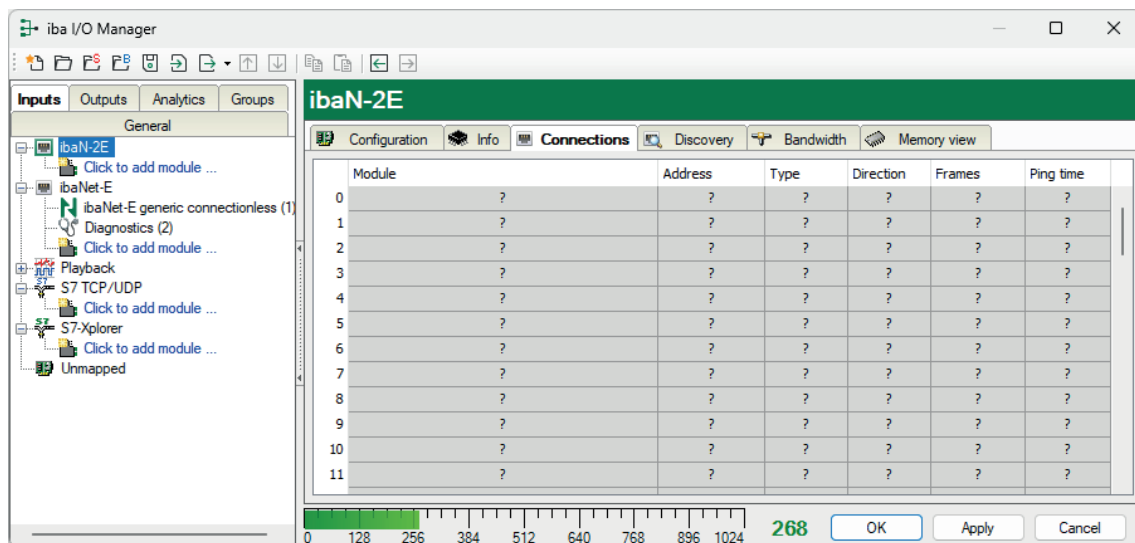 iba I/O Manager
Inputs Outputs Analytics Groups
General
ibaN-2E
Click to add module ...
ibaNet-E
ibaNet-E generic connectionless (1)
Diagnostics (2)
Click to add module ...
Playback
S7 TCP/UDP
Click to add module ...
S7-Xplorer
Click to add module ...
Unmapped
ibaN-2E
Configuration Info Connections Discovery Bandwidth Memory view
Module Address Type Direction Frames Ping time
0 ? ? ? ? ? ?
1 ? ? ? ? ? ?
2 ? ? ? ? ? ?
3 ? ? ? ? ? ?
4 ? ? ? ? ? ?
5 ? ? ? ? ? ?
6 ? ? ? ? ? ?
7 ? ? ? ? ? ?
8 ? ? ? ? ? ?
9 ? ? ? ? ? ?
10 ? ? ? ? ? ?
11 ? ? ? ? ? ?
0 128 256 384 512 640 768 896 1024
268 OK Apply Cancel